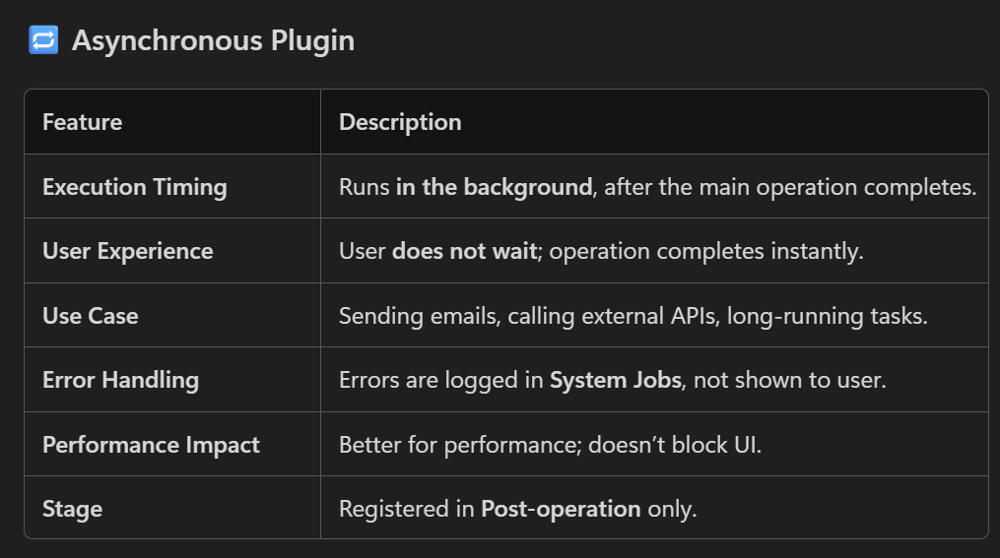 Asynchronous Plugin
Feature Description
Execution Timing Runs in the background, after the main operation completes.
User Experience User does not wait; operation completes instantly.
Use Case Sending emails, calling external APIs, long-running tasks.
Error Handling Errors are logged in System Jobs, not shown to user.
Performance Impact Better for performance; doesn’t block UI.
Stage Registered in Post-operation only.